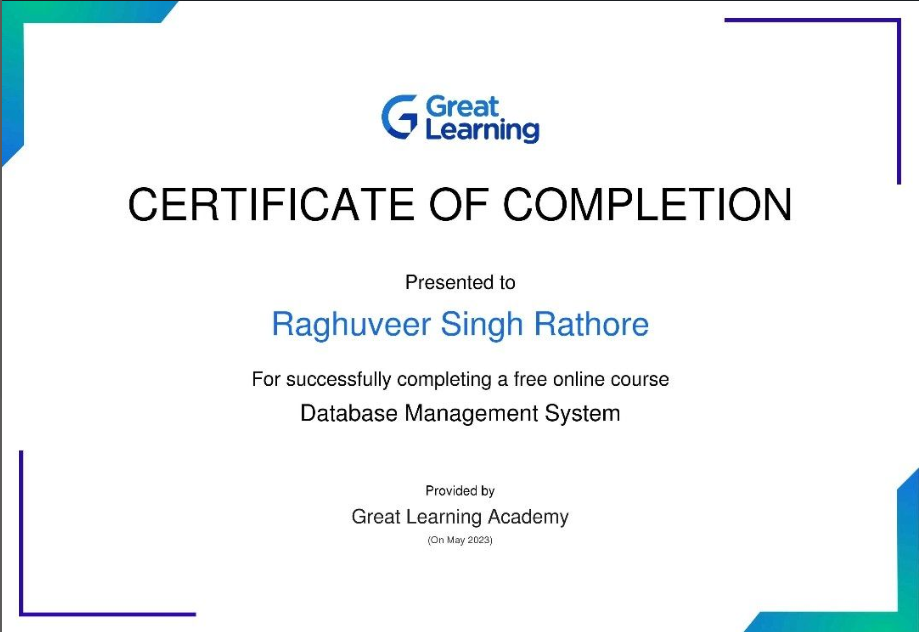 Great
Learning
CERTIFICATE OF COMPLETION
Presented to
Raghuveer Singh Rathore
For successfully completing a free online course
Database Management System
Provided by
Great Learning Academy
(On May 2023)